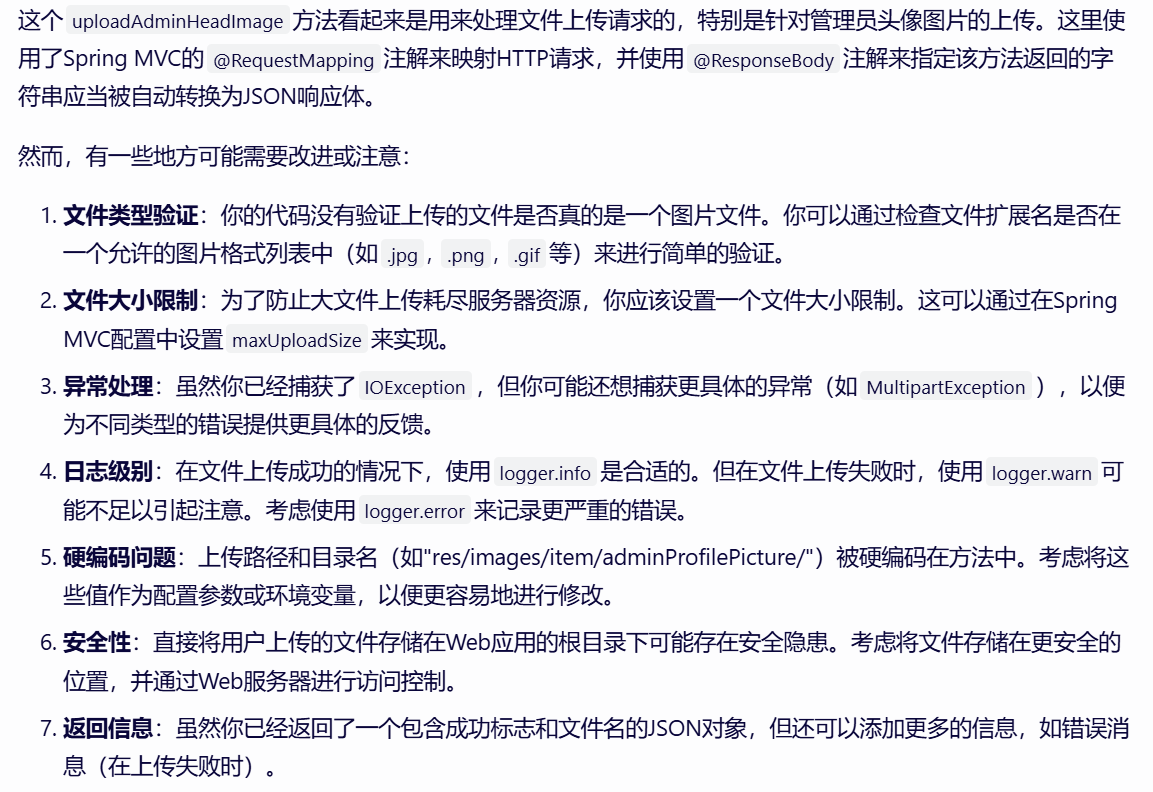 这个 uploadAdminHeadImage 方法看起来是用来处理文件上传请求的，特别是针对管理员头像图片的上传。这里使
用了Spring MVC的 @RequestMapping 注解来映射HTTP请求，并使用 @ResponseBody 注解来指定该方法返回的字
符串应当被自动转换为JSON响应体。
然而，有一些地方可能需要改进或注意：
1. 文件类型验证：你的代码没有验证上传的文件是否真的是一个图片文件。你可以通过检查文件扩展名是否在
一个允许的图片格式列表中（如 .jpg ，.png ，.gif 等）来进行简单的验证。
2. 文件大小限制：为了防止大文件上传耗尽服务器资源，你应该设置一个文件大小限制。这可以通过在Spring
MVC配置中设置 maxUploadSize 来实现。
3. 异常处理：虽然你已经捕获了 IOException ，但你可能还想捕获更具体的异常（如 MultipartException ），以便
为不同类型的错误提供更具体的反馈。
4. 日志级别：在文件上传成功的情况下，使用 logger.info 是合适的。但在文件上传失败时，使用 logger.warn 可
能不足以引起注意。考虑使用 logger.error 来记录更严重的错误。
5. 硬编码问题：上传路径和目录名（如"res/images/item/adminProfilePicture/"）被硬编码在方法中。考虑将这
些值作为配置参数或环境变量，以便更容易地进行修改。
6. 安全性：直接将用户上传的文件存储在Web应用的根目录下可能存在安全隐患。考虑将文件存储在更安全的
位置，并通过Web服务器进行访问控制。
7. 返回信息：虽然你已经返回了一个包含成功标志和文件名的JSON对象，但还可以添加更多的信息，如错误消
息（在上传失败时）。